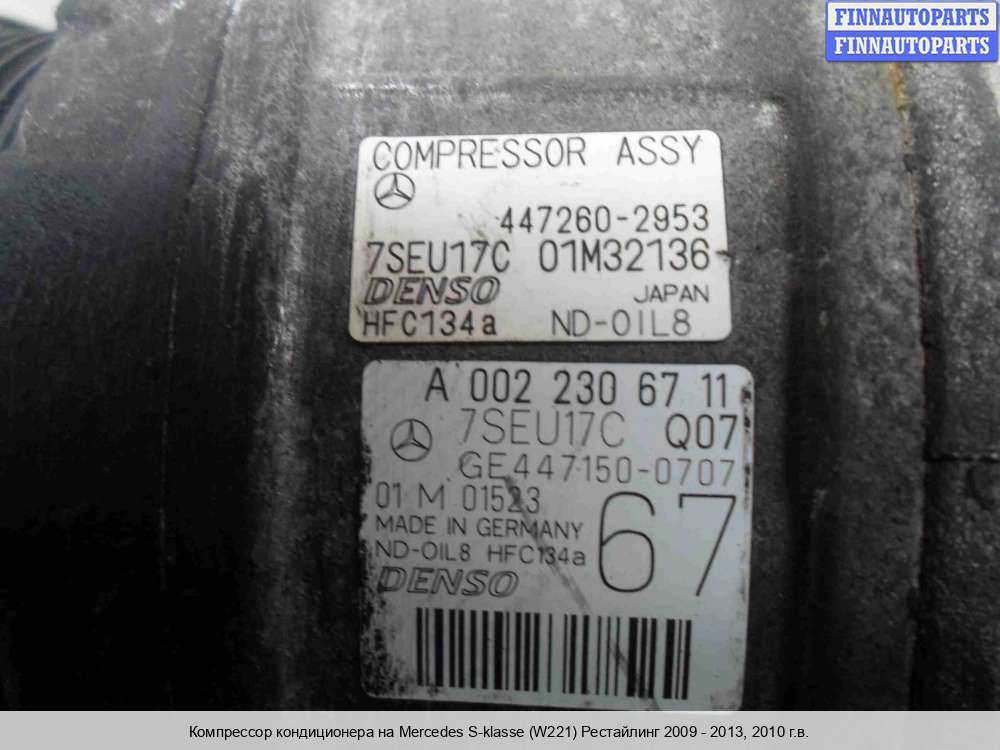 FINNAUTOPARTS
FINNAUTOPARTS
COMPRESSOR ASSY
447260-2953
7SEU17C 01M32136
DENSO JAPAN
HFC134a ND-OIL8
A 002 230 67 11
7SEU17C Q07
GE447150-0707
01 M 01523
67
MADE IN GERMANY
ND-OIL8 HFC134a
DENSO
Компрессор кондиционера на Mercedes S-klasse (W221) Рестайлинг 2009 - 2013, 2010 г.в.